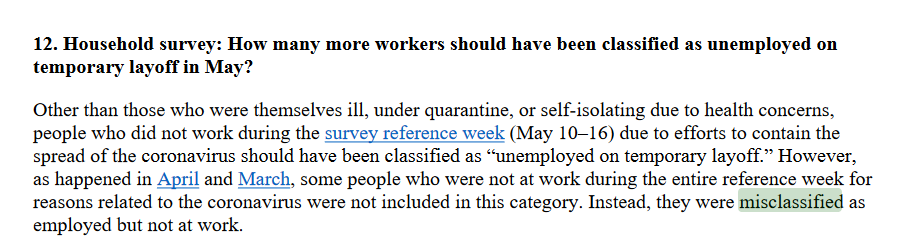 12. Household survey: How many more workers should have been classified as unemployed on
temporary layoff in May?
Other than those who were themselves ill, under quarantine, or self-isolating due to health concerns,
people who did not work during the survey reference week (May 10–16) due to efforts to contain the
spread of the coronavirus should have been classified as “unemployed on temporary layoff.” However,
as happened in April and March, some people who were not at work during the entire reference week for
reasons related to the coronavirus were not included in this category. Instead, they were misclassified as
employed but not at work.